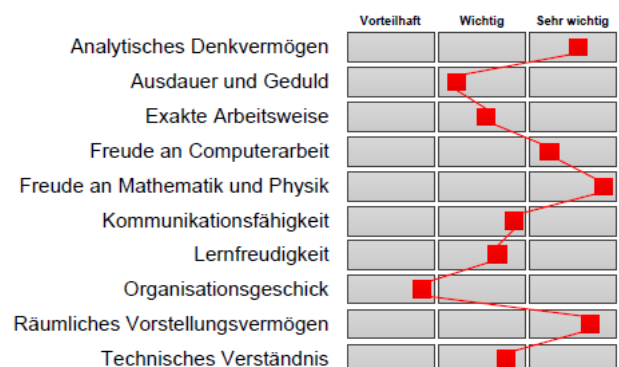 Vorteilhaft Wichtig Sehr wichtig
Analytisches Denkvermögen
Ausdauer und Geduld
Exakte Arbeitsweise
Freude an Computerarbeit
Freude an Mathematik und Physik
Kommunikationsfähigkeit
Lernfreudigkeit
Organisationsgeschick
Räumliches Vorstellungsvermögen
Technisches Verständnis